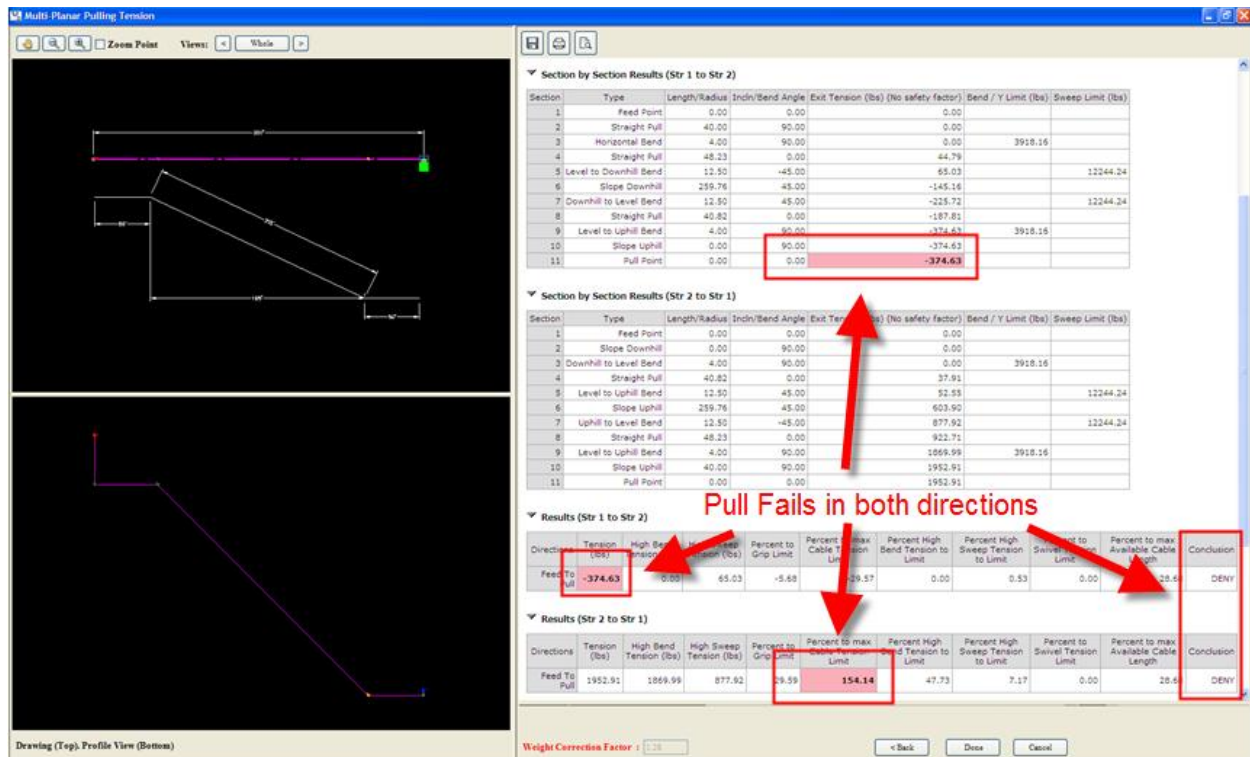 Multi-Planar Pulling Tension
Zoom Point Views: < Whole >
Section by Section Results (Str 1 to Str 2)
Section Type Length/Radius Incln/Bend Angle Exit Tension (lbs) (No safety factor) Bend / Y Limit (lbs) Sweep Limit (lbs)
1 Feed Point 0.00 0.00 0.00
2 Straight Pull 40.00 90.00 0.00
3 Horizontal Bend 4.00 90.00 0.00 3918.16
4 Straight Pull 48.23 0.00 44.79
5 Level to Downhill Bend 12.50 -45.00 65.03 12244.24
6 Slope Downhill 259.76 45.00 -145.16
7 Downhill to Level Bend 12.50 45.00 -225.72 12244.24
8 Straight Pull 40.82 0.00 -187.81
9 Level to Uphill Bend 4.00 90.00 -374.63 3918.16
10 Slope Uphill 0.00 90.00 -374.63
11 Pull Point 0.00 0.00 -374.63
Section by Section Results (Str 2 to Str 1)
Section Type Length/Radius Incln/Bend Angle Exit (No safety factor) Bend / Y Limit (lbs) Sweep Limit (lbs)
1 Feed Point 0.00 0.00 0.00
2 Slope Downhill 0.00 90.00 0.00
3 Downhill to Level Bend 4.00 90.00 0.00 3918.16
4 Straight Pull 40.82 0.00 37.91
5 Level to Uphill Bend 12.50 45.00 52.55 12244.24
6 Slope Uphill 259.76 45.00 603.90
7 Uphill to Level Bend 12.50 -45.00 877.92 12244.24
8 Straight Pull 48.23 0.00 922.71
9 Level to Uphill Bend 4.00 90.00 1869.99 3918.16
10 Slope Uphill 40.00 90.00 1952.91
11 Pull Point 0.00 0.00 1952.91
Pull Fails in both directions
Results (Str 1 to Str 2)
Directions Tension (lbs) High Bend High Sweep Tension (lbs) Percent to Grip Limit Percent to max Cable Tension Limit Percent High Bend Tension to Limit Percent High Sweep Tension to Limit Swivel Tension Limit Percent to max Available Cable Length Conclusion
Feed To Pull -374.63 0.00 65.03 -5.68 -29.57 0.00 0.53 0.00 DENY
Results (Str 2 to Str 1)
Directions Tension (lbs) High Bend Tension (lbs) High Sweep Tension (lbs) Percent to Grip Limit Percent to max Cable Tension Limit Percent High Bend Tension to Limit Percent High Sweep Tension to Limit Percent to Swivel Tension Limit Percent to max Available Cable Length Conclusion
Feed To Pull 1952.91 1869.99 877.92 29.59 154.14 47.73 7.17 0.00 DENY
Drawing (Top). Profile View (Bottom)
Weight Correction Factor : 1.28
< Back Done Cancel